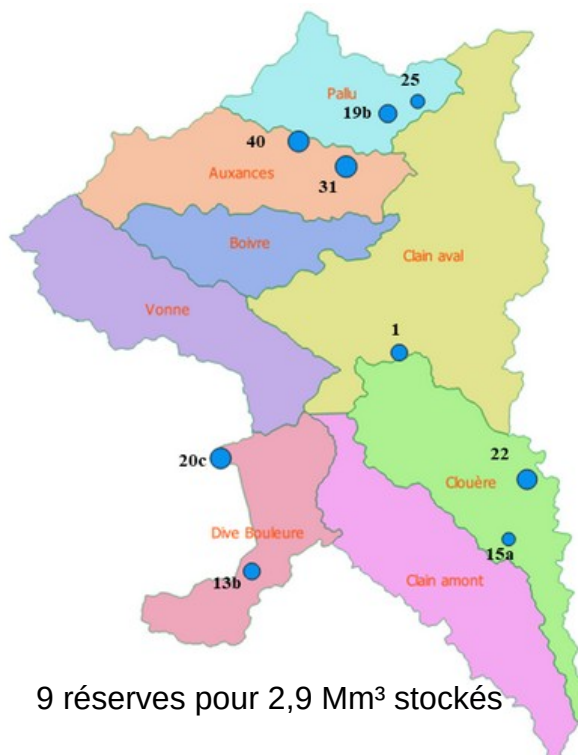 25
Pallu
19b
40
Auxances
31
Boivre
Clain aval
Vonne
1
20c
22
Clouère
Dive Bouleure
15a
13b
Clain amont
9 réserves pour 2,9 Mm³ stockés